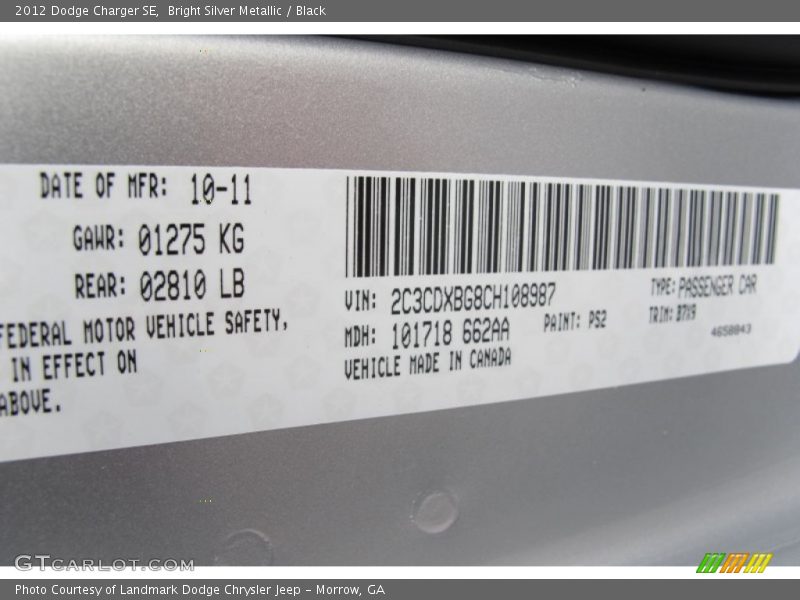 2012 Dodge Charger SE,  Bright Silver Metallic / Black
DATE OF MFR: 10-11
GAWR: 01275 KG
REAR: 02810 LB
FEDERAL MOTOR VEHICLE SAFETY,
IN EFFECT ON
ABOVE.
VIN: 2C3CDXBG8CH108987
TYPE: PASSENGER CAR
MDH: 101718 662AA
PAINT: PS2
TRIM: B7X9
VEHICLE MADE IN CANADA
4658043
GTCARLOT.COM
Photo Courtesy of Landmark Dodge Chrysler Jeep – Morrow, GA